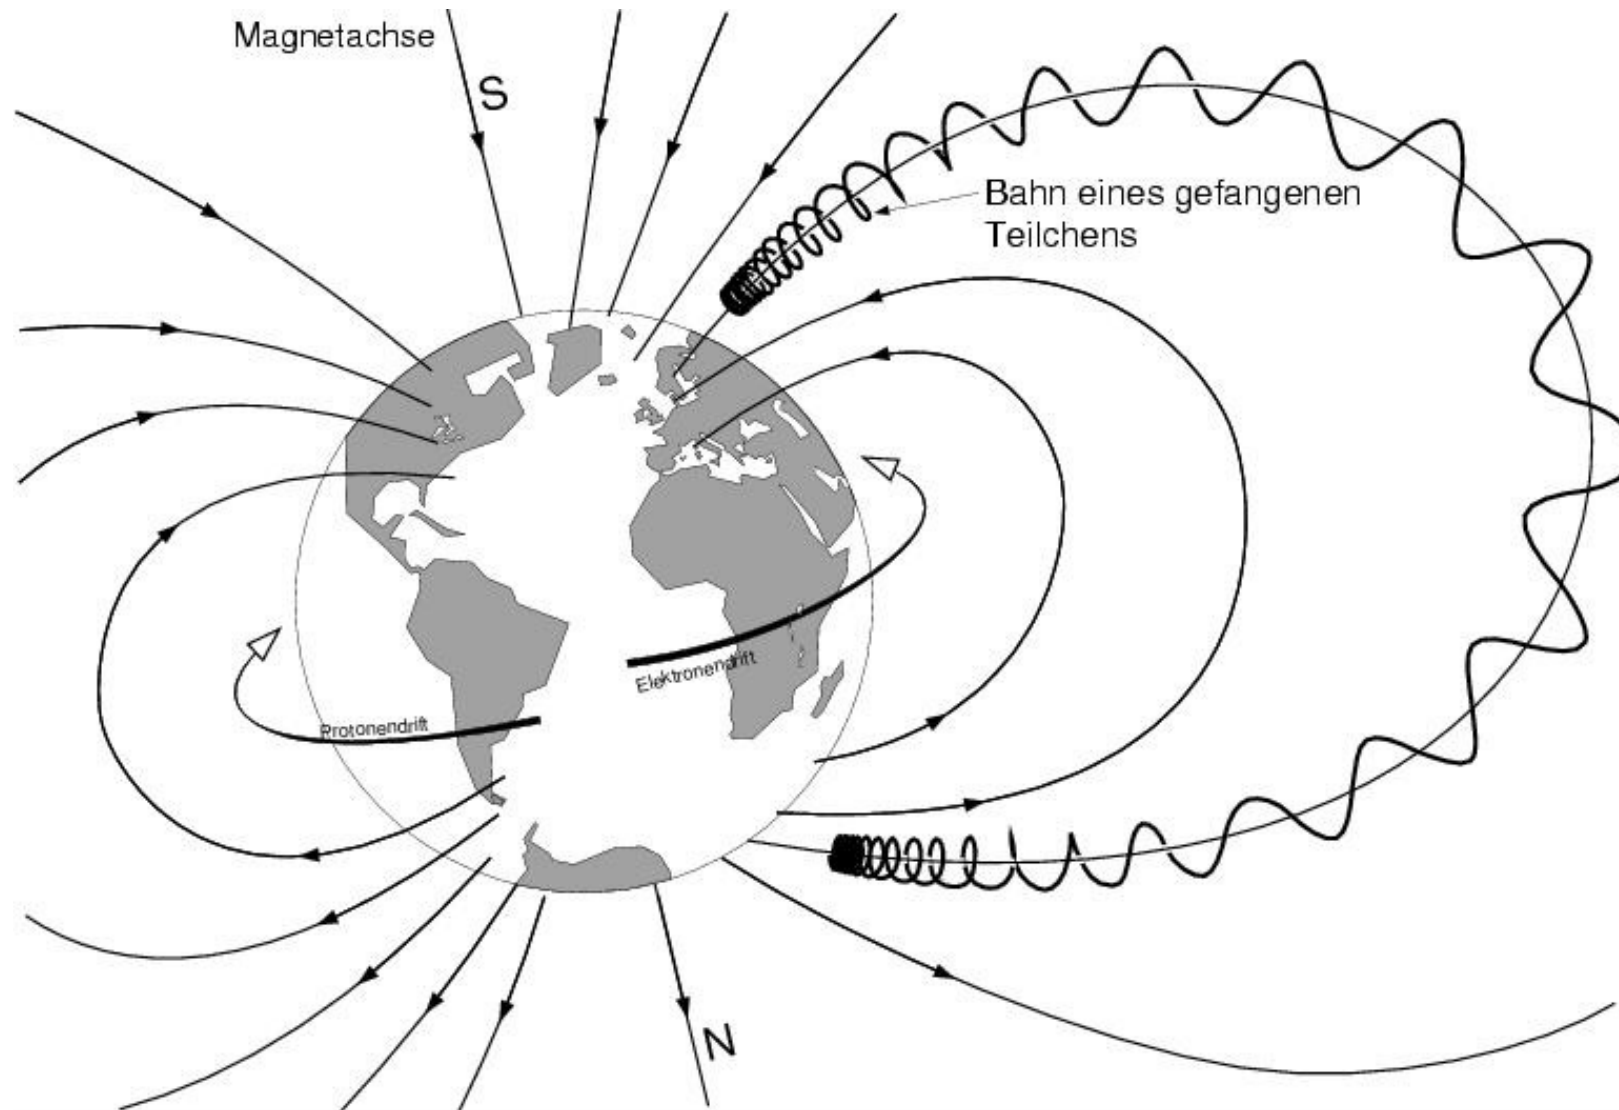 Magnetachse
S
Bahn eines gefangenen
Teilchens
Elektronendrift
Protonendrift
N